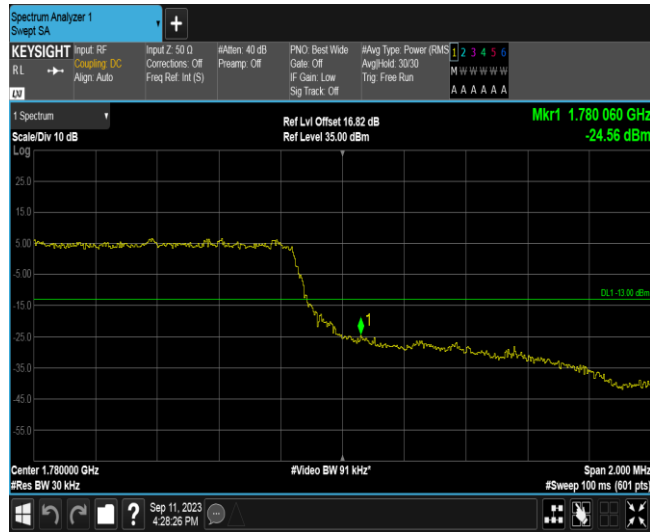 Spectrum Analyzer 1
Swept SA
+
KEYSIGHT Input: RF Input Z: 50 Ω #Atten: 40 dB PNO: Best Wide #Avg Type: Power (RMS 1 2 3 4 5 6
RL Coupling: DC Corrections: Off Preamp: Off Gate: Off Avg|Hold: 30/30 M W W W W W
Align: Auto Freq Ref: Int (S) IF Gain: Low Trig: Free Run
LXI Sig Track: Off A A A A A A
1 Spectrum Ref Lvl Offset 16.82 dB Mkr1 1.780 060 GHz
Scale/Div 10 dB Ref Level 35.00 dBm -24.56 dBm
Log
25.0
15.0
5.00
-5.00
DL1 -13.00 dBm
-15.0
1
-25.0
-35.0
-45.0
-55.0
Center 1.780000 GHz #Video BW 91 kHz* Span 2.000 MHz
#Res BW 30 kHz #Sweep 100 ms (601 pts)
? Sep 11, 2023
4:28:26 PM